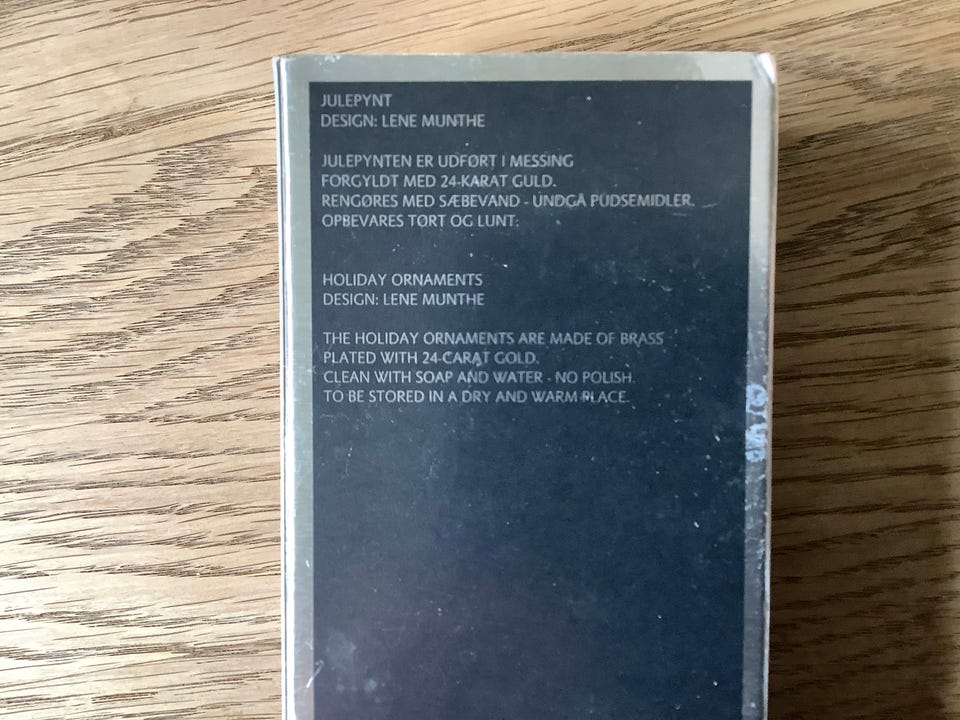 JULEPYNT
DESIGN: LENE MUNTHE
JULEPYNTEN ER UDFØRT I MESSING
FORGYLDT MED 24-KARAT GULD.
RENGØRES MED SÆBEVAND - UNDGÅ PUDSEMIDLER.
OPBEVARES TØRT OG LUNT.
HOLIDAY ORNAMENTS
DESIGN: LENE MUNTHE
THE HOLIDAY ORNAMENTS ARE MADE OF BRASS
PLATED WITH 24-CARAT GOLD.
CLEAN WITH SOAP AND WATER - NO POLISH.
TO BE STORED IN A DRY AND WARM PLACE.